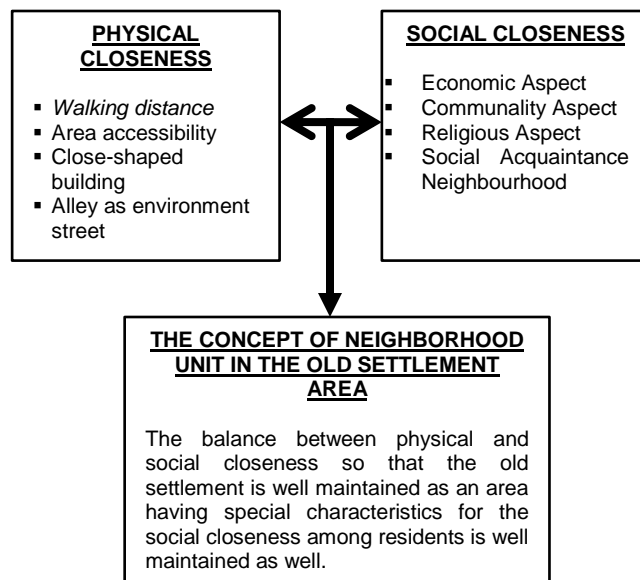 PHYSICAL
CLOSENESS
▪ Walking distance
▪ Area accessibility
▪ Close-shaped
building
▪ Alley as environment
street
SOCIAL CLOSENESS
▪ Economic Aspect
▪ Communality Aspect
▪ Religious Aspect
▪ Social Acquaintance
Neighbourhood
THE CONCEPT OF NEIGHBORHOOD
UNIT IN THE OLD SETTLEMENT
AREA
The balance between physical and
social closeness so that the old
settlement is well maintained as an area
having special characteristics for the
social closeness among residents is well
maintained as well.